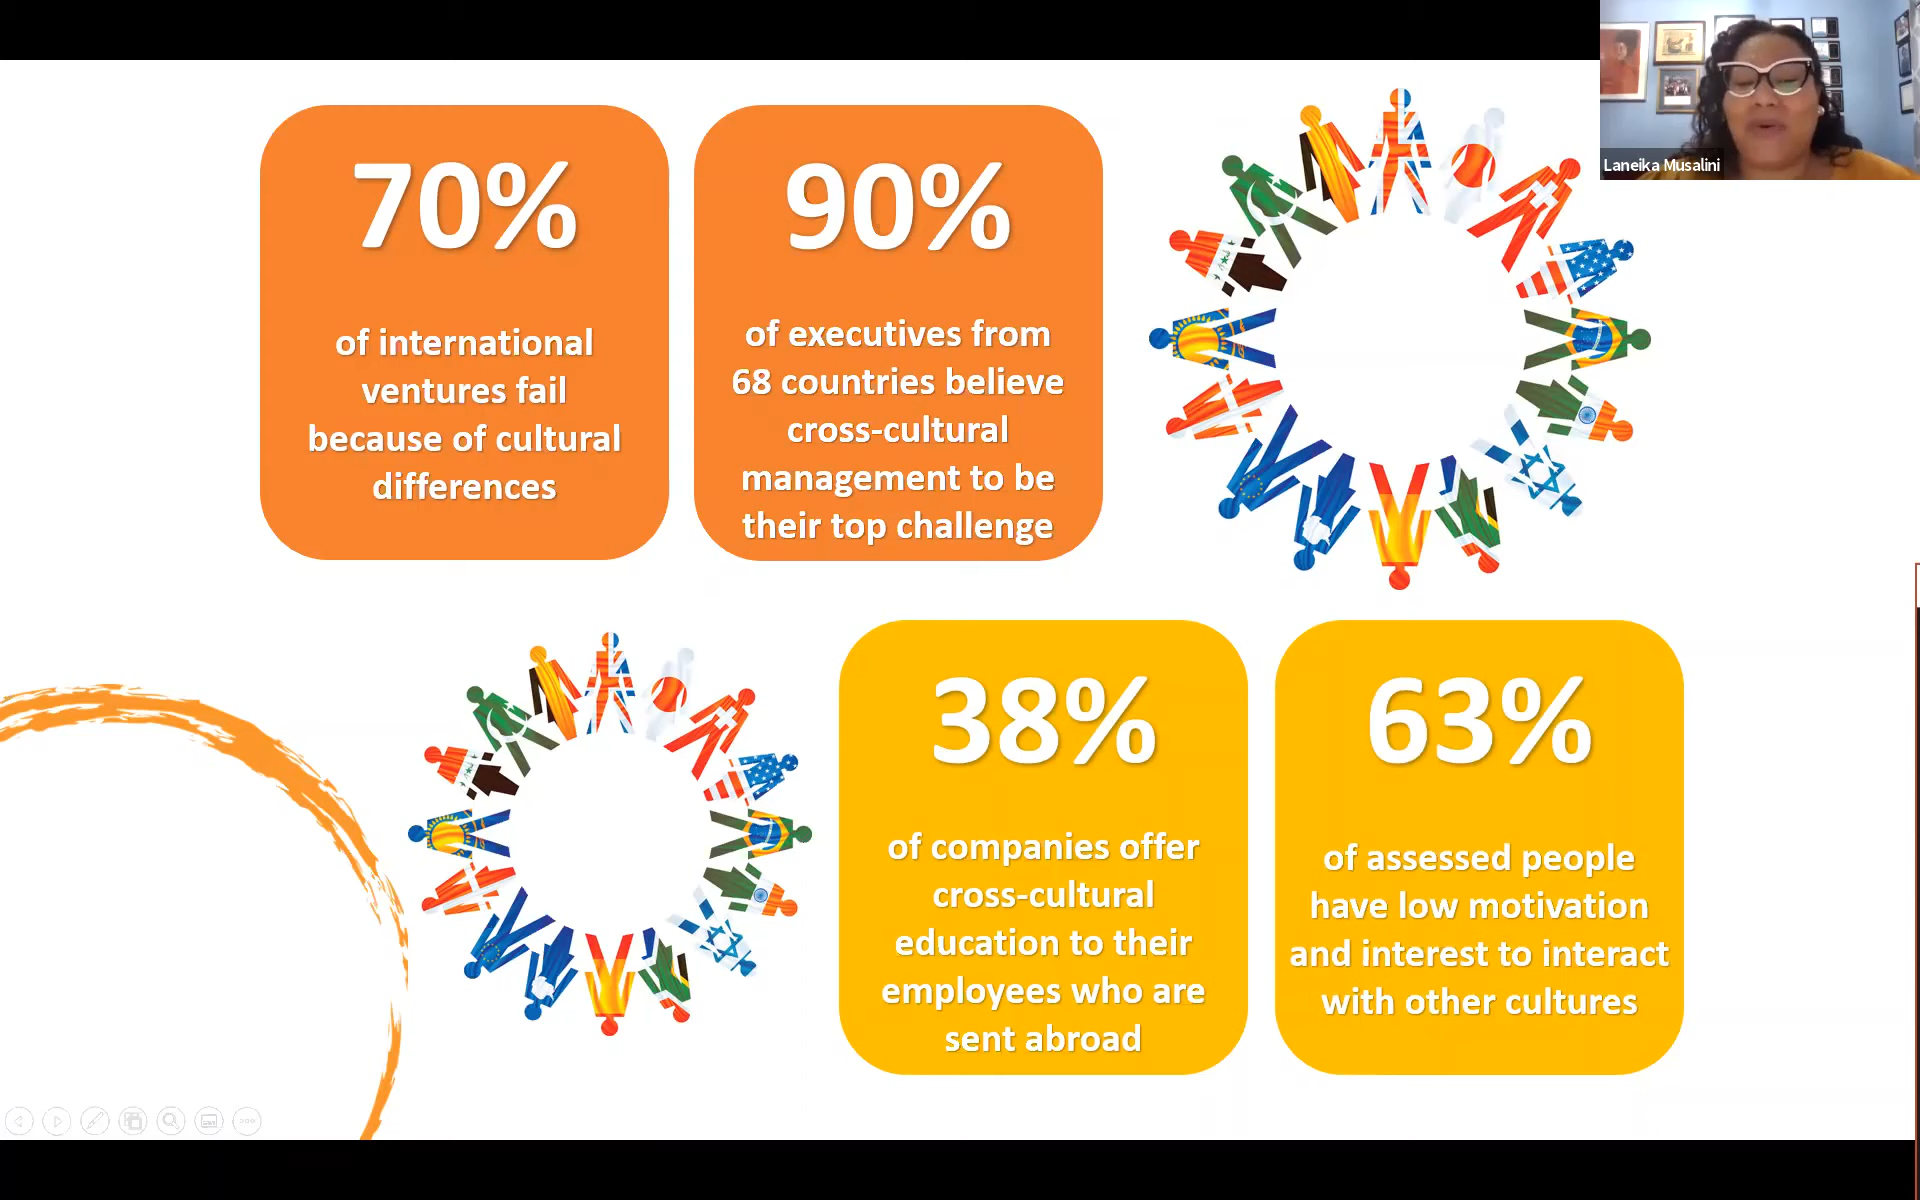 70%
of international
ventures fail
because of cultural
differences
90%
of executives from
68 countries believe
cross-cultural
management to be
their top challenge
Laneika Musalini
38%
of companies offer
cross-cultural
education to their
employees who are
sent abroad
63%
of assessed people
have low motivation
and interest to interact
with other cultures